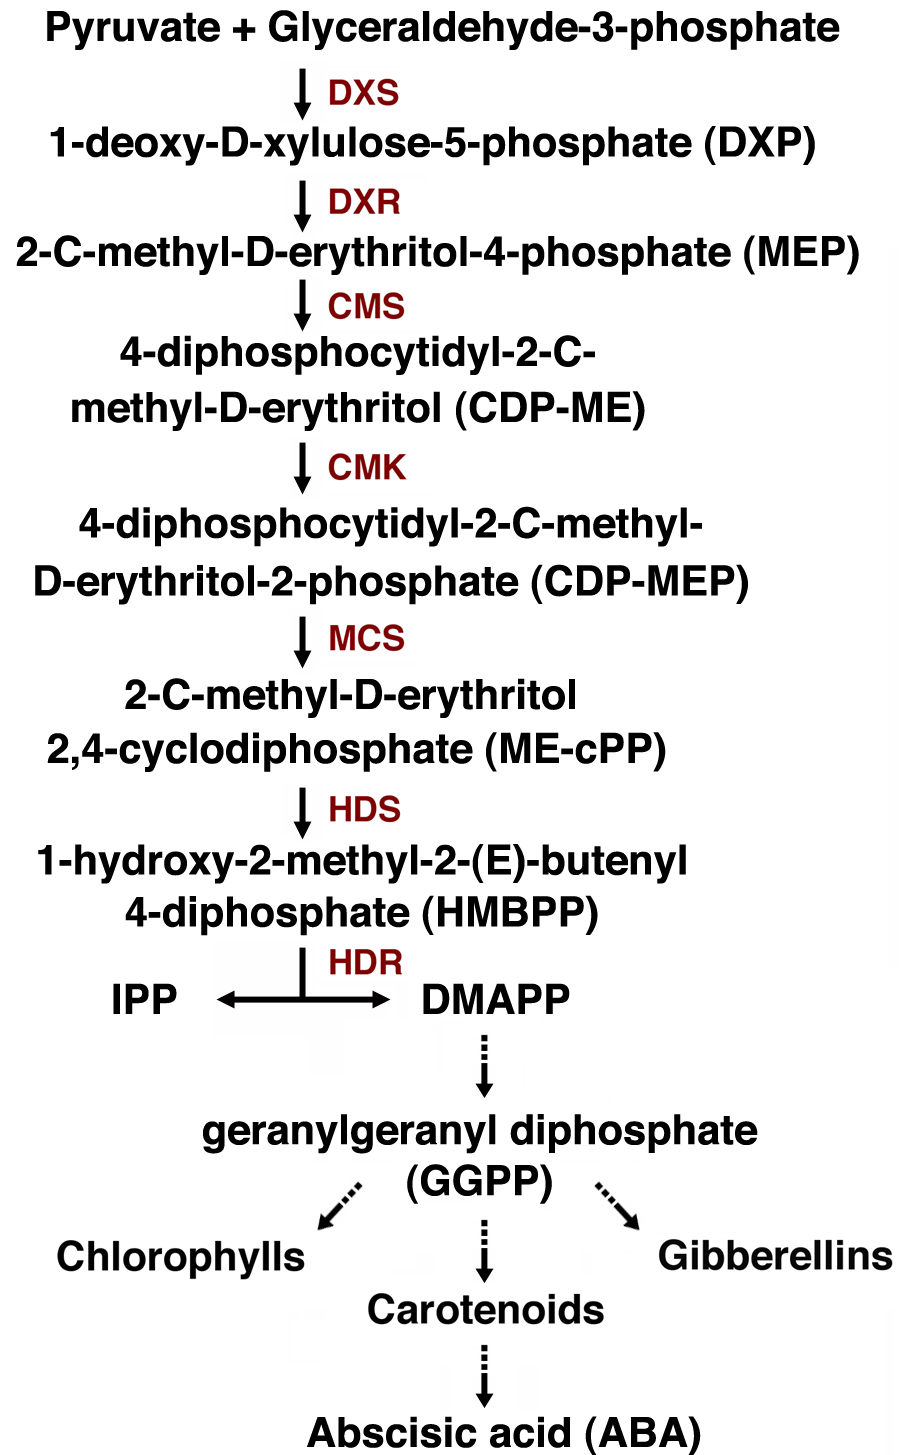 Pyruvate + Glyceraldehyde-3-phosphate
DXS
1-deoxy-D-xylulose-5-phosphate (DXP)
DXR
2-C-methyl-D-erythritol-4-phosphate (MEP)
CMS
4-diphosphocytidyl-2-C-
methyl-D-erythritol (CDP-ME)
CMK
4-diphosphocytidyl-2-C-methyl-
D-erythritol-2-phosphate (CDP-MEP)
MCS
2-C-methyl-D-erythritol
2,4-cyclodiphosphate (ME-cPP)
HDS
1-hydroxy-2-methyl-2-(E)-butenyl
4-diphosphate (HMBPP)
HDR
IPP DMAPP
geranylgeranyl diphosphate
(GGPP)
Chlorophylls Gibberellins
Carotenoids
Abscisic acid (ABA)